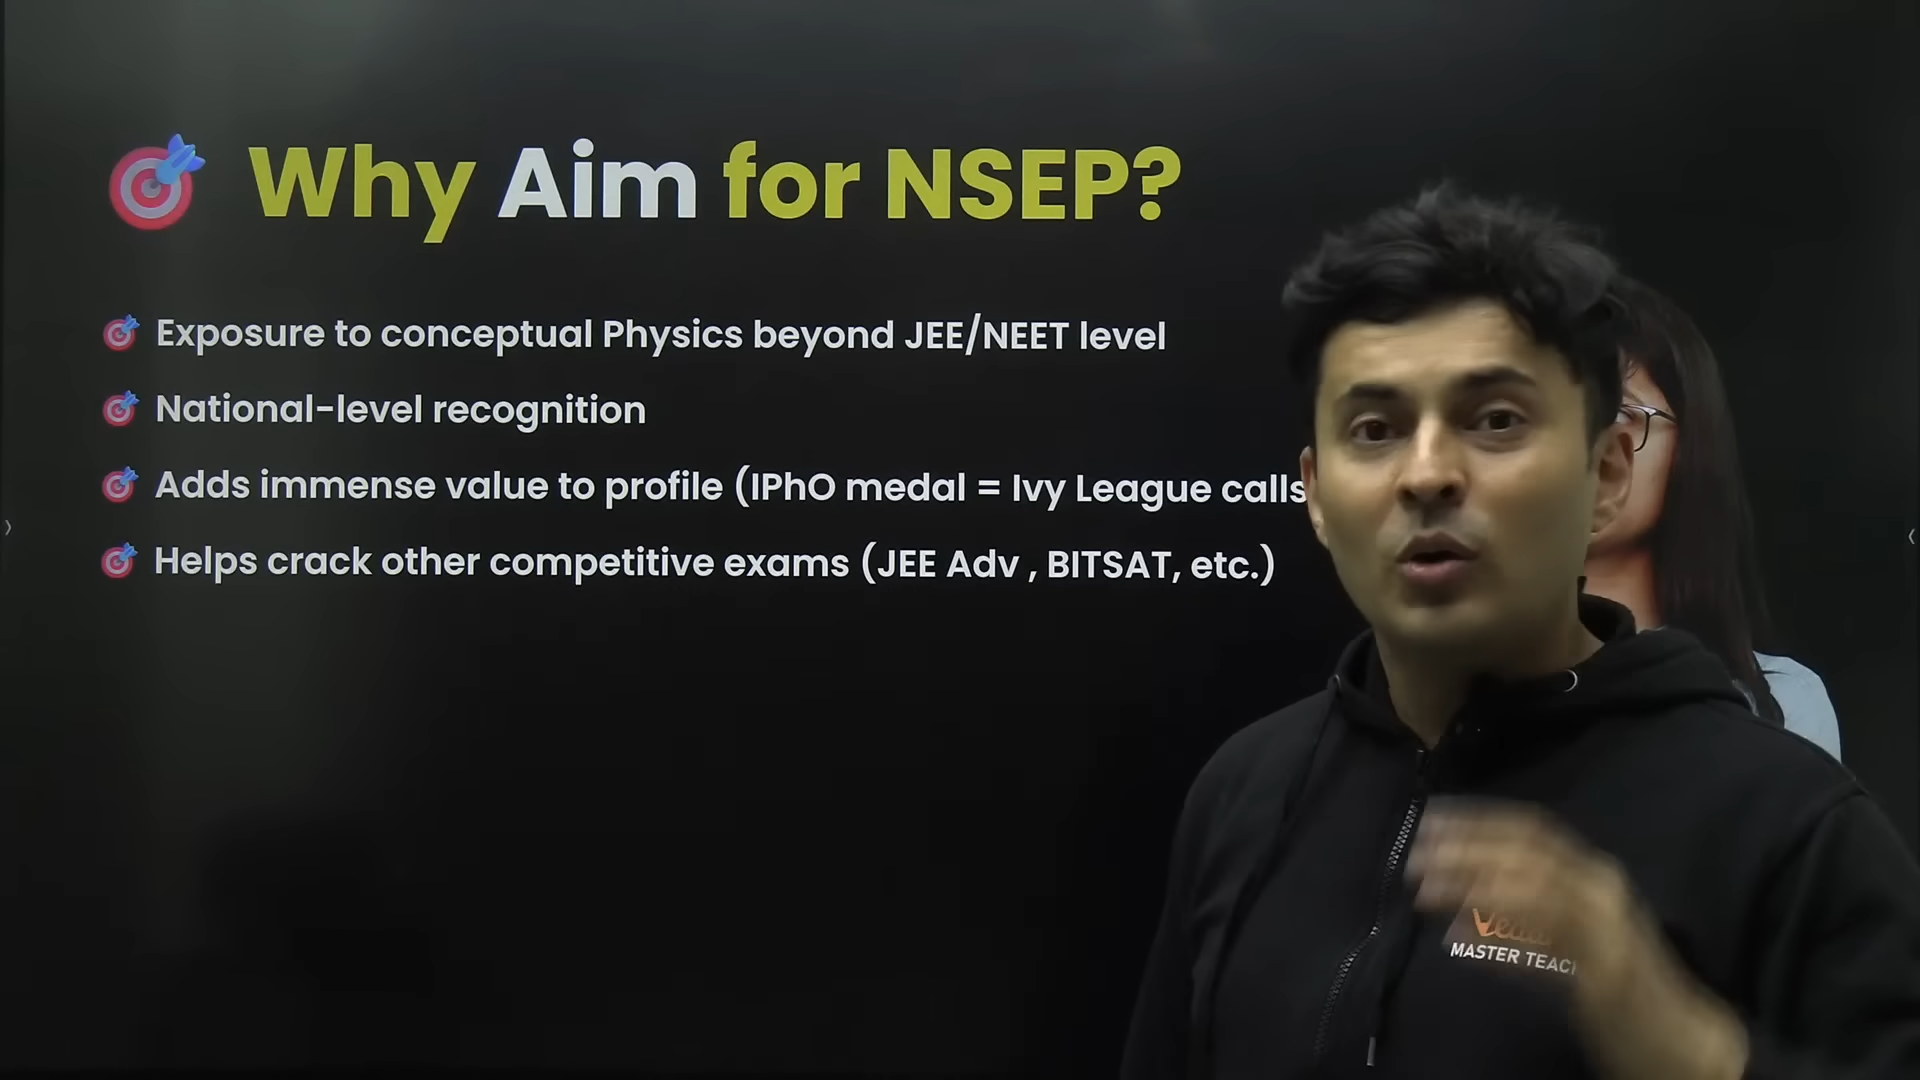 Why Aim for NSEP?
Exposure to conceptual Physics beyond JEE/NEET level
National-level recognition
Adds immense value to profile (IPhO medal = Ivy League calls
Helps crack other competitive exams (JEE Adv , BITSAT, etc.)
MASTER